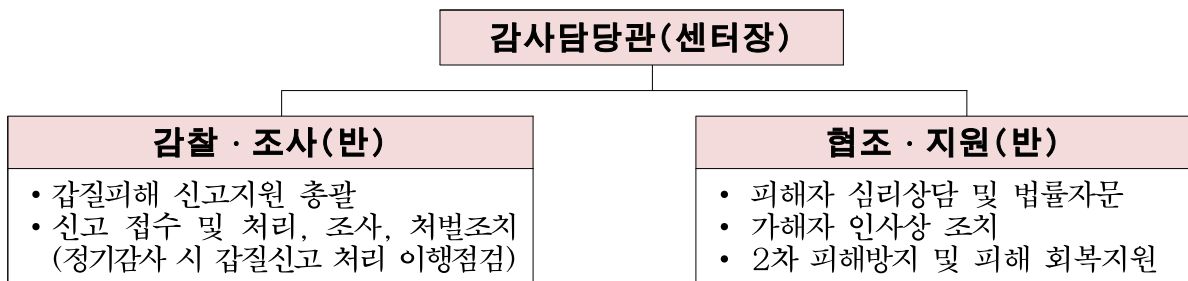 감사담당관(센터장)
감찰 · 조사(반)
• 갑질피해 신고지원 총괄
• 신고 접수 및 처리, 조사, 처벌조치
(정기감사 시 갑질신고 처리 이행점검)
협조 · 지원(반)
• 피해자 심리상담 및 법률자문
• 가해자 인사상 조치
• 2차 피해방지 및 피해 회복지원